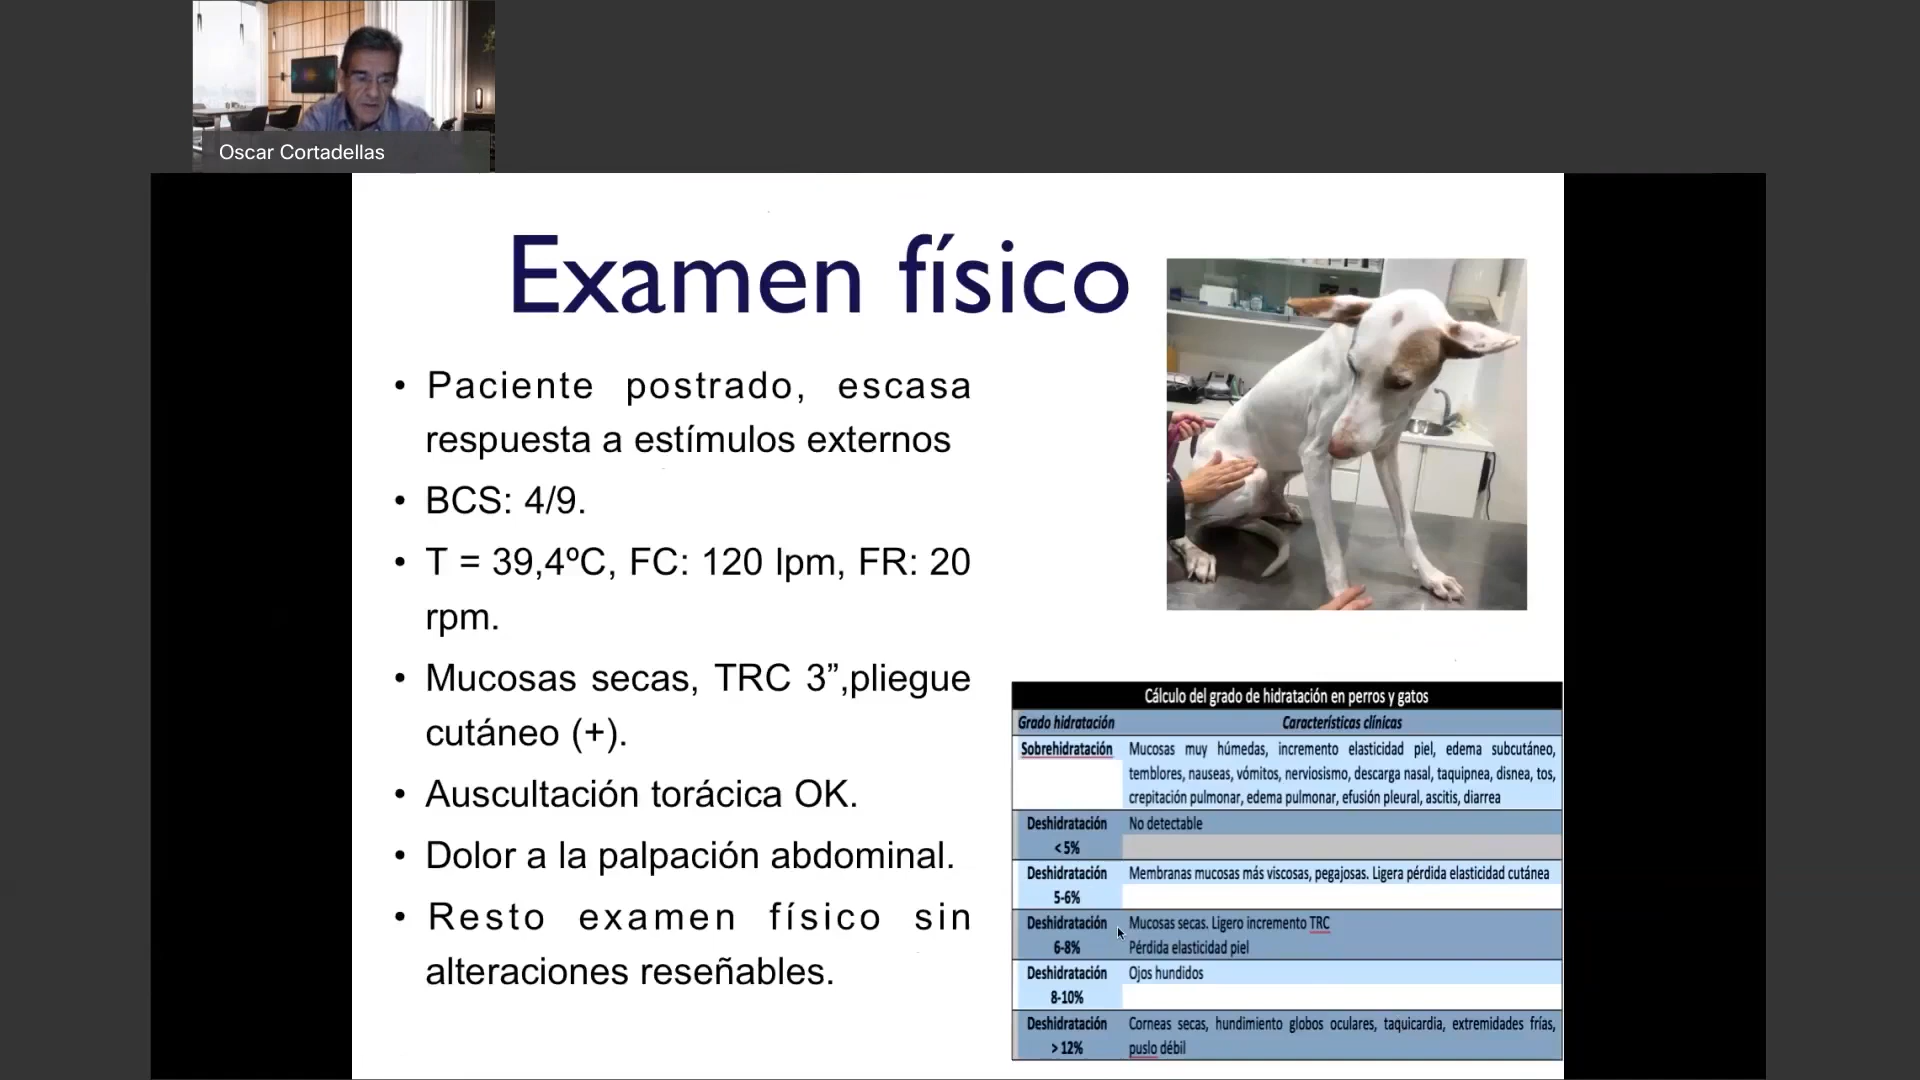 Oscar Cortadellas
Examen físico
• Paciente postrado, escasa
respuesta a estímulos externos
• BCS: 4/9.
• T = 39,4ºC, FC: 120 lpm, FR: 20
rpm.
• Mucosas secas, TRC 3”,pliegue
cutáneo (+).
• Auscultación torácica OK.
• Dolor a la palpación abdominal.
• Resto examen físico sin
alteraciones reseñables.
Cálculo del grado de hidratación en perros y gatos
Grado hidratación Características clínicas
Sobrehidratación Mucosas muy húmedas, incremento elasticidad piel, edema subcutáneo,
temblores, nauseas, vómitos, nerviosismo, descarga nasal, taquipnea, disnea, tos,
crepitación pulmonar, edema pulmonar, efusión pleural, ascitis, diarrea
Deshidratación No detectable
< 5%
Deshidratación Membranas mucosas más viscosas, pegajosas. Ligera pérdida elasticidad cutánea
5-6%
Deshidratación Mucosas secas. Ligero incremento TRC
6-8% Pérdida elasticidad piel
Deshidratación Ojos hundidos
8-10%
Deshidratación Corneas secas, hundimiento globos oculares, taquicardia, extremidades frías,
> 12% puslo débil